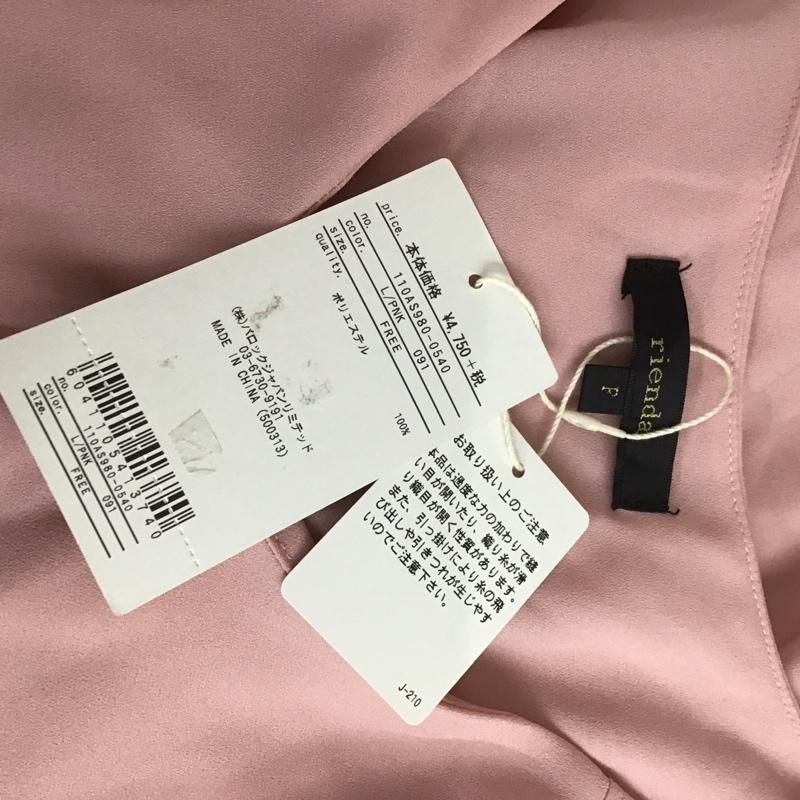 price. 本体価格 ¥4,750+税
no. 110AS980-0540
color. L/PNK 091
size. FREE
quality. ポリエステル 100%
(株)バロックジャパンリミテッド
03-6730-9191
MADE IN CHINA (500313)
6041105413740
no. 110AS980-0540
color. L/PNK 091
size. FREE
お取り扱い上のご注意
本品は過度な力の加わりで縫
い目が開いたり、織り糸が滑
り織目が開く性質があります。
また、引っ掛けにより糸の飛
び出しや引きつれが生じやす
いのでご注意下さい。
J-210
rienda
F